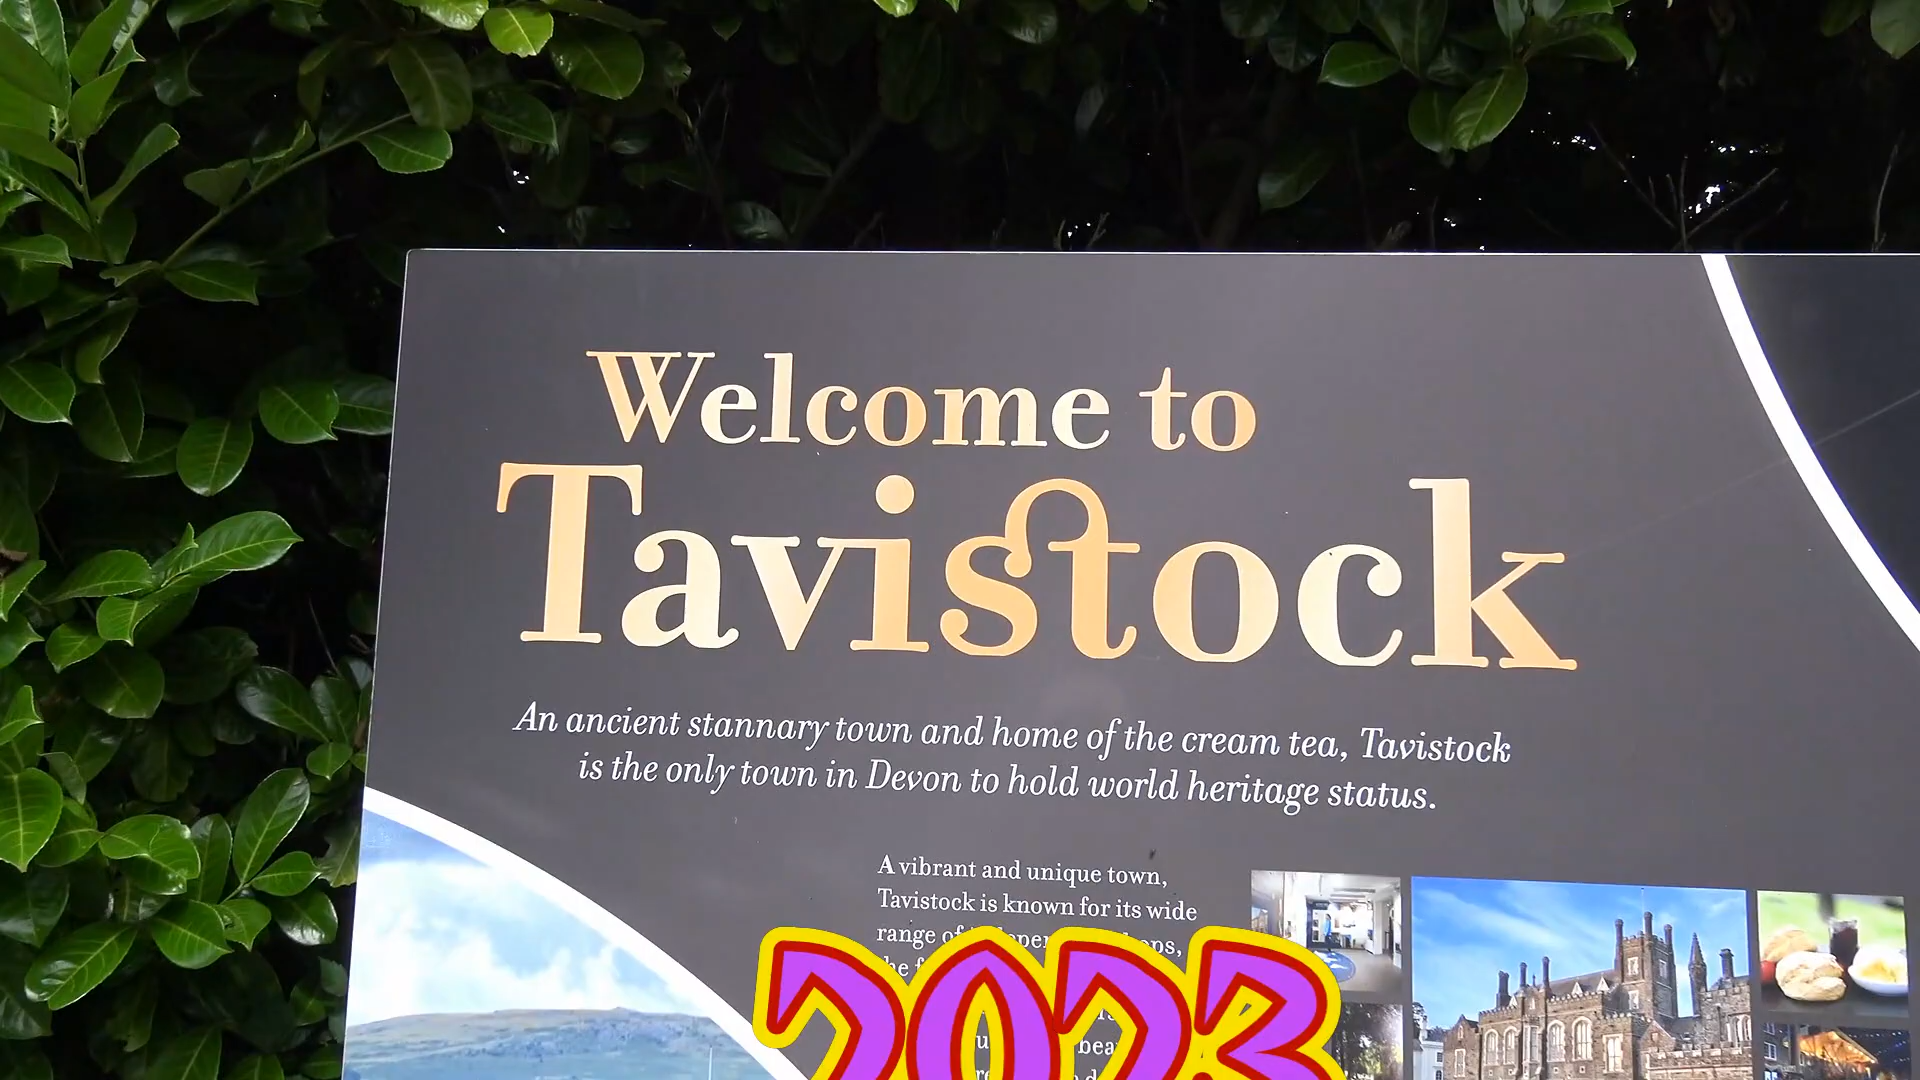 Welcome to
Tavistock
An ancient stannary town and home of the cream tea, Tavistock
is the only town in Devon to hold world heritage status.
A vibrant and unique town,
Tavistock is known for its wide
range of
2023